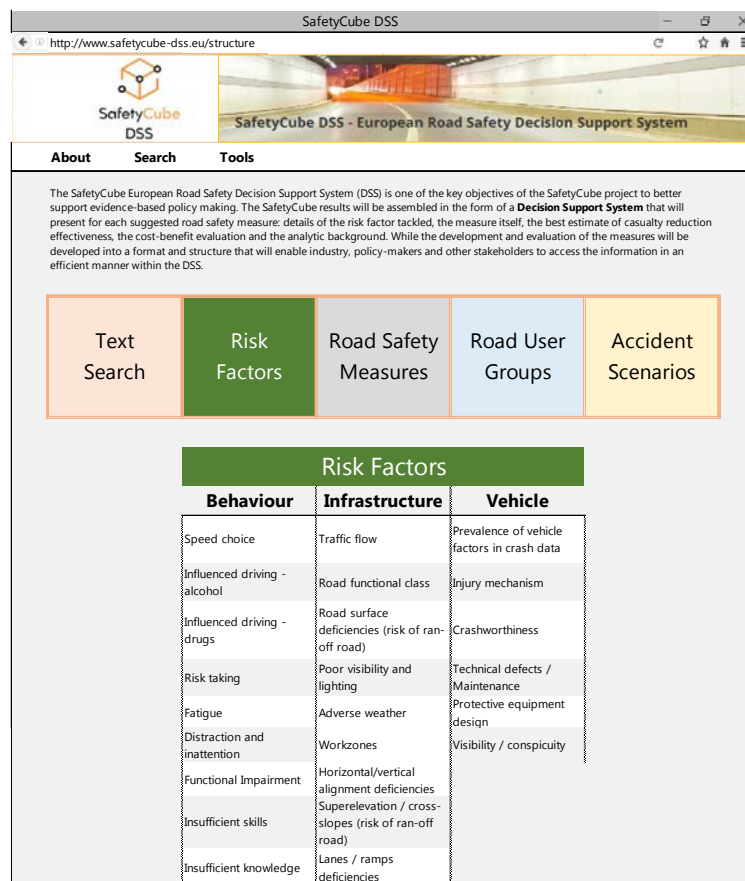 SafetyCube DSS
http://www.safetycube-dss.eu/structure
SafetyCube
DSS
SafetyCube DSS - European Road Safety Decision Support System
About Search Tools
The SafetyCube European Road Safety Decision Support System (DSS) is one of the key objectives of the SafetyCube project to better
support evidence-based policy making. The SafetyCube results will be assembled in the form of a Decision Support System that will
present for each suggested road safety measure: details of the risk factor tackled, the measure itself, the best estimate of casualty reduction
effectiveness, the cost-benefit evaluation and the analytic background. While the development and evaluation of the measures will be
developed into a format and structure that will enable industry, policy-makers and other stakeholders to access the information in an
efficient manner within the DSS.
Text
Search
Risk
Factors
Road Safety
Measures
Road User
Groups
Accident
Scenarios
Risk Factors
Behaviour Infrastructure Vehicle
Speed choice
Traffic flow
Prevalence of vehicle
factors in crash data
Influenced driving -
alcohol
Road functional class
Injury mechanism
Influenced driving -
drugs
Road surface
deficiencies (risk of ran-
off road)
Crashworthiness
Risk taking
Poor visibility and
lighting
Technical defects /
Maintenance
Fatigue
Adverse weather
Protective equipment
design
Distraction and
inattention
Workzones
Visibility / conspicuity
Functional Impairment
Horizontal/vertical
alignment deficiencies
Insufficient skills
Superelevation / cross-
slopes (risk of ran-off
road)
Insufficient knowledge
Lanes / ramps
deficiencies